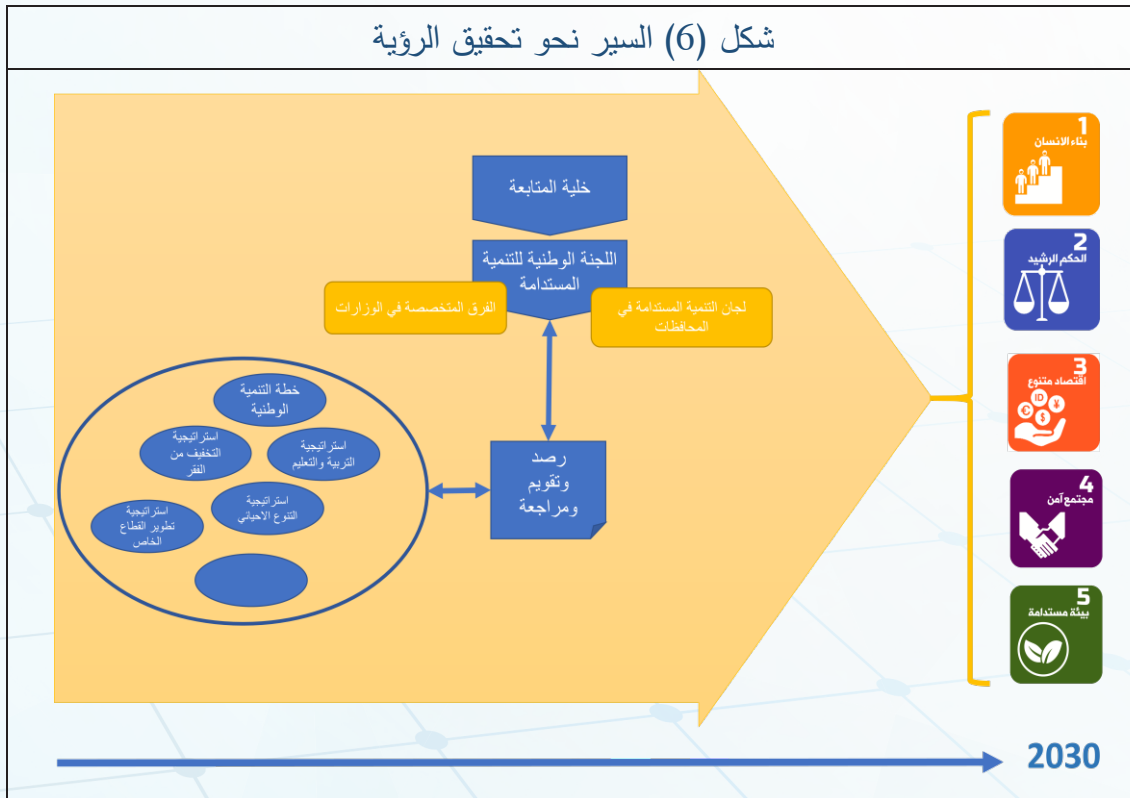 شكل (6) السير نحو تحقيق الرؤية
خلية المتابعة
اللجنة الوطنية للتنمية
المستدامة
الفرق المتخصصة في الوزارات
لجان التنمية المستدامة في
المحافظات
خطة التنمية
الوطنية
استراتيجية
التخفيف من
الفقر
استراتيجية
التربية والتعليم
استراتيجية
التنوع الاحيائي
استراتيجية
تطوير القطاع
الخاص
رصد
وتقويم
ومراجعة
1
بناء الانسان
2
الحكم الرشيد
3
اقتصاد متنوع
ID
€
$
¥
4
مجتمع آمن
5
بيئة مستدامة
2030